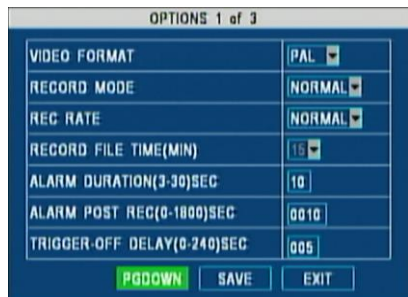 OPTIONS 1 of 3
VIDEO FORMAT PAL
RECORD MODE NORMAL
REC RATE NORMAL
RECORD FILE TIME(MIN) 15
ALARM DURATION(3-30)SEC 10
ALARM POST REC(0-1800)SEC 0010
TRIGGER-OFF DELAY(0-240)SEC 005
PGDOWN SAVE EXIT